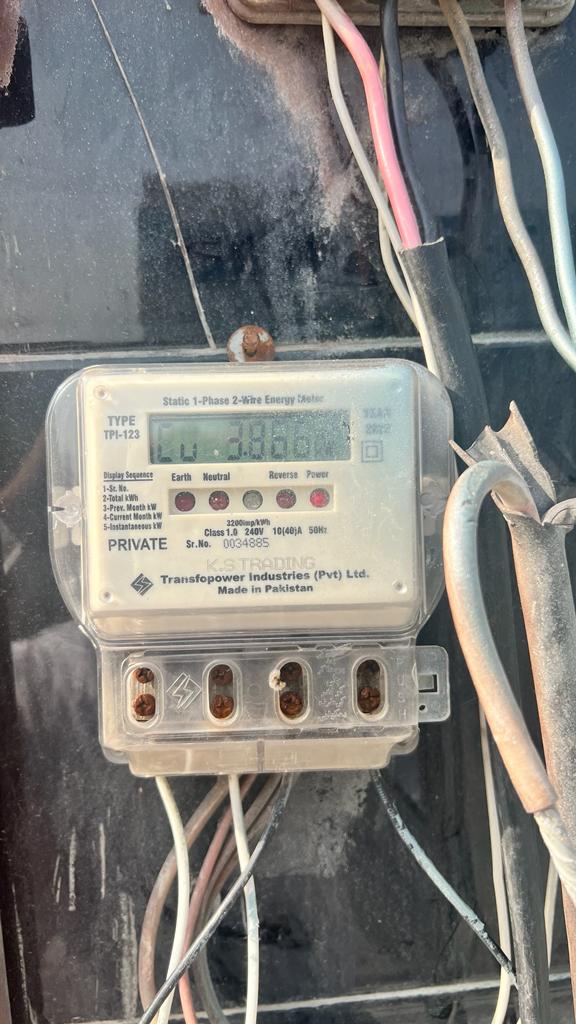 Static 1-Phase 2-Wire Energy Meter
TYPE
TPI-123
Display Sequence
1-Sr. No.
2-Total kWh
3-Prev. Month kW
4-Current Month kW
5-Instantaneous kW
Earth Neutral Reverse Power
3200imp/kWh
Class 1.0 240V 10(40)A 50Hz
PRIVATE Sr.No. 0034885
K.S TRADING
Transfopower Industries (Pvt) Ltd.
Made in Pakistan